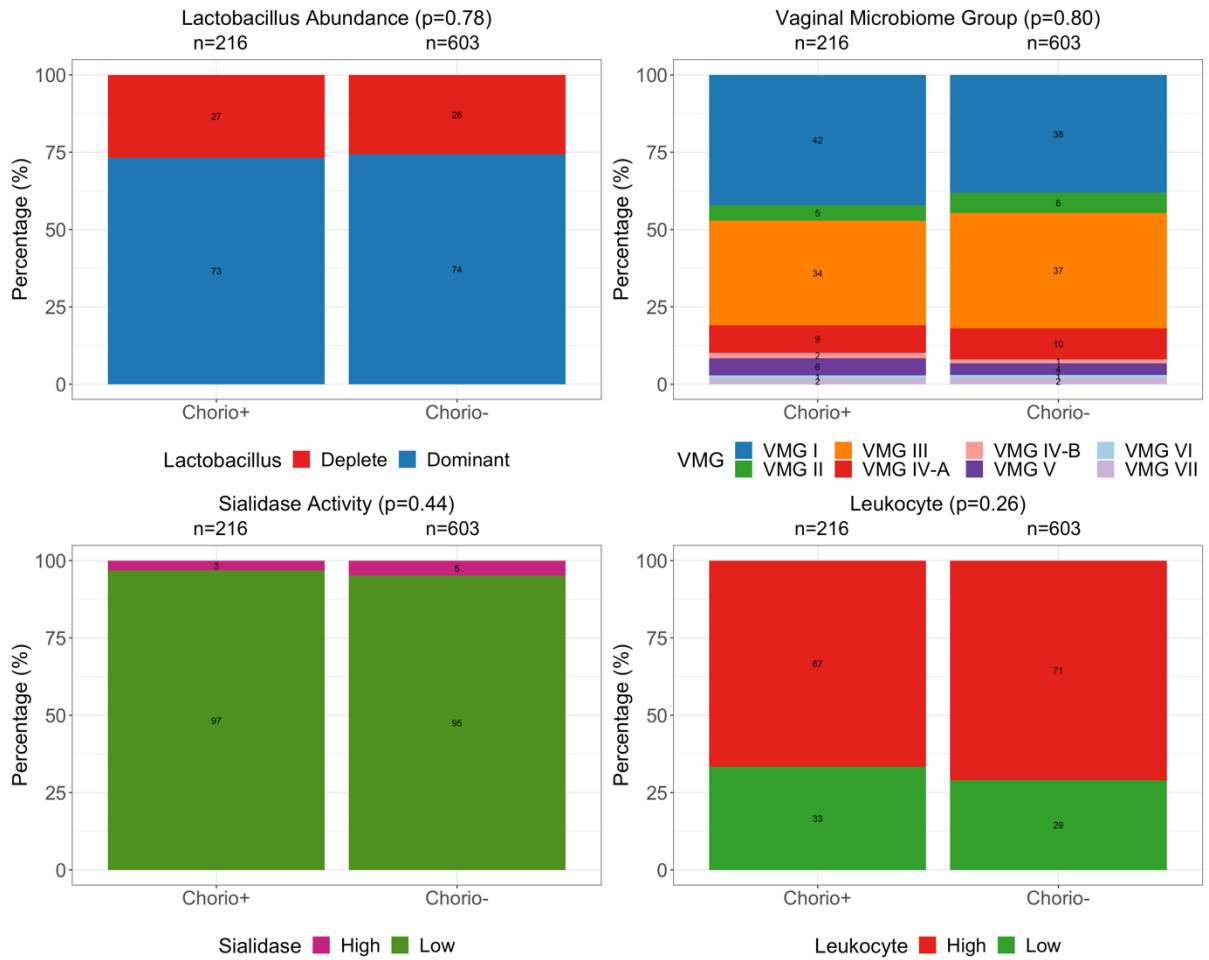 Lactobacillus Abundance (p=0.78)
n=216 n=603
Percentage (%)
100
75
50
25
0
27
26
73
74
Chorio+ Chorio-
Lactobacillus Deplete Dominant
Vaginal Microbiome Group (p=0.80)
n=216 n=603
Percentage (%)
100
75
50
25
0
42
5
34
9
2
6
1
2
38
6
37
10
1
4
1
2
Chorio+ Chorio-
VMG VMG I VMG III VMG IV-B VMG VI
VMG II VMG IV-A VMG V VMG VII
Sialidase Activity (p=0.44)
n=216 n=603
Percentage (%)
100
75
50
25
0
3
5
97
95
Chorio+ Chorio-
Sialidase High Low
Leukocyte (p=0.26)
n=216 n=603
Percentage (%)
100
75
50
25
0
67
71
33
29
Chorio+ Chorio-
Leukocyte High Low